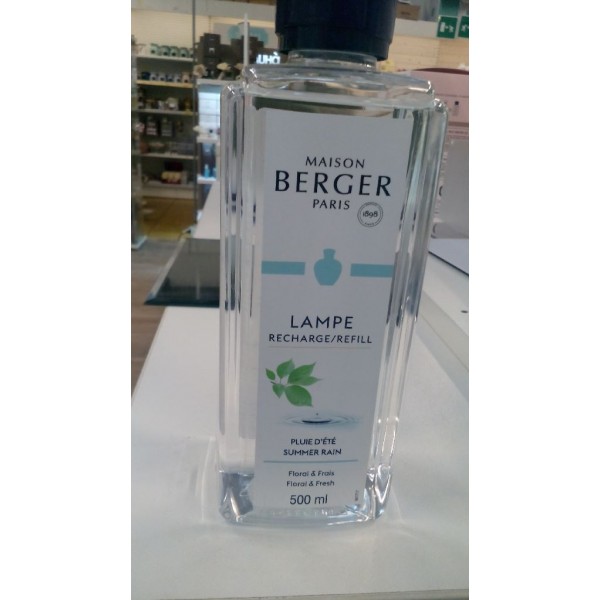 MAISON
BERGER
PARIS
1898
LAMPE
RECHARGE/REFILL
PLUIE D'ÉTÉ
SUMMER RAIN
Floral & Frais
Floral & Fresh
500 ml